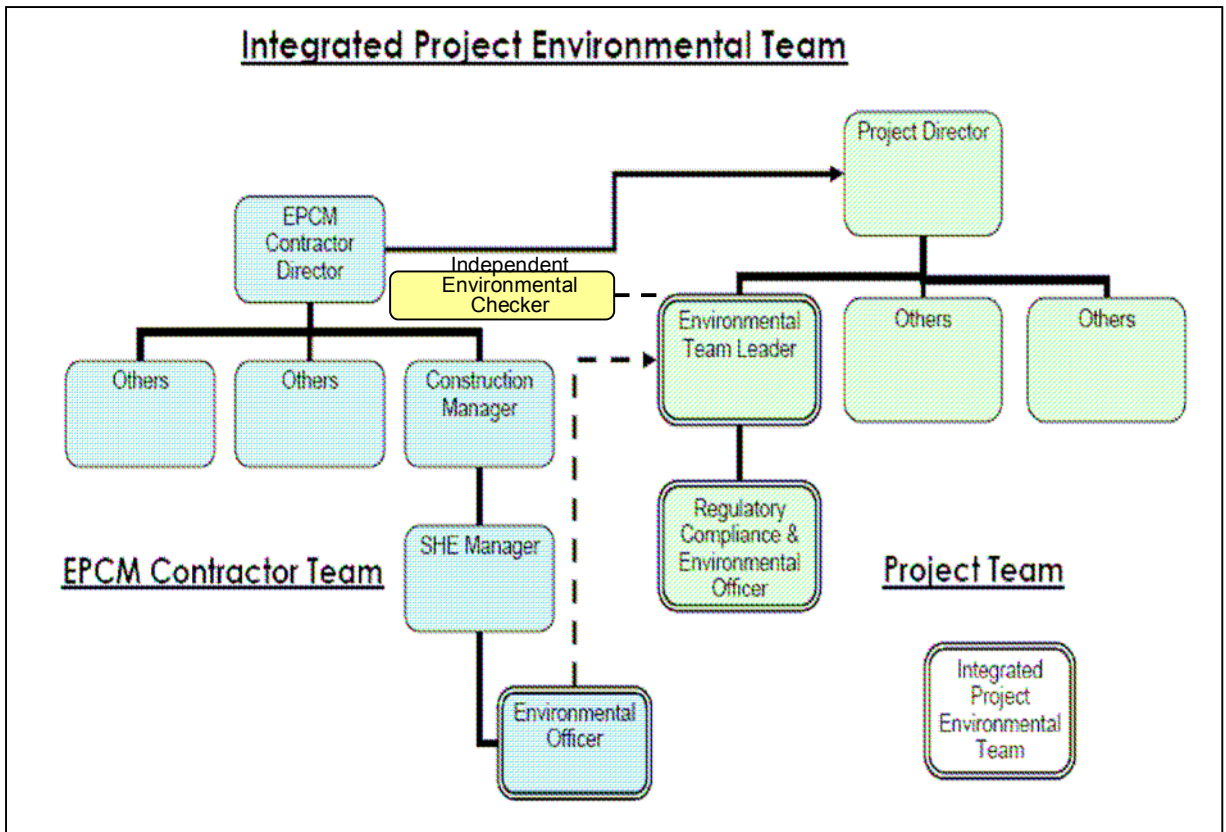 Integrated Project Environmental Team
Project Director
EPCM
Contractor
Director
Independent
Environmental
Checker
Environmental
Team Leader
Others
Others
Others
Others
Construction
Manager
Regulatory
Compliance &
Environmental
Officer
SHE Manager
EPCM Contractor Team
Project Team
Integrated
Project
Environmental
Team
Environmental
Officer